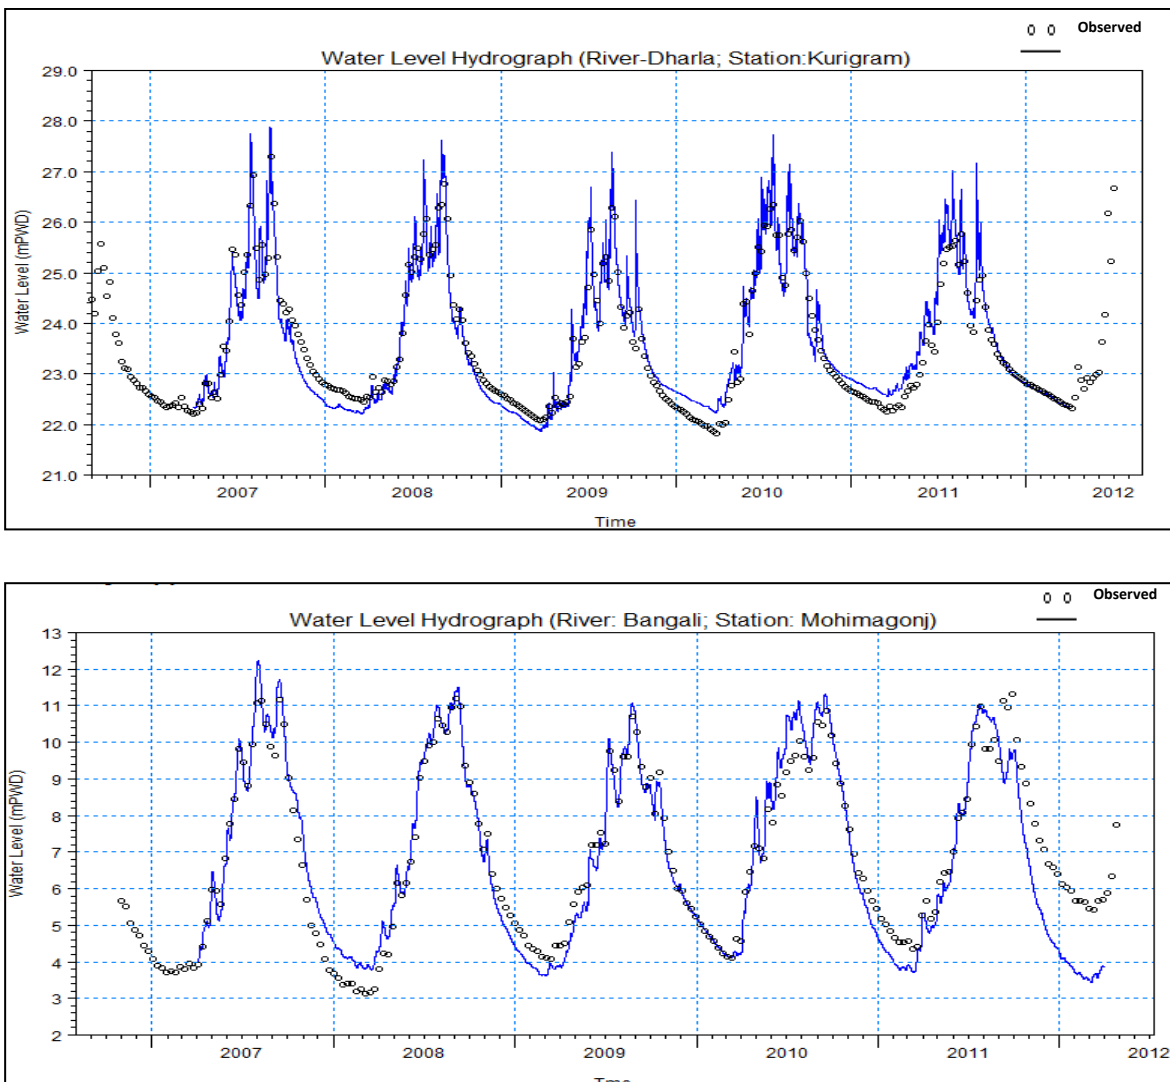 Observed
Water Level Hydrograph (River-Dharla; Station:Kurigram)
29.0
28.0
27.0
26.0
25.0
24.0
23.0
22.0
21.0
Water Level (mPWD)
2007 2008 2009 2010 2011 2012
Time
Observed
Water Level Hydrograph (River: Bangali; Station: Mohimagonj)
13
12
11
10
9
8
7
6
5
4
3
2
Water Level (mPWD)
2007 2008 2009 2010 2011 2012